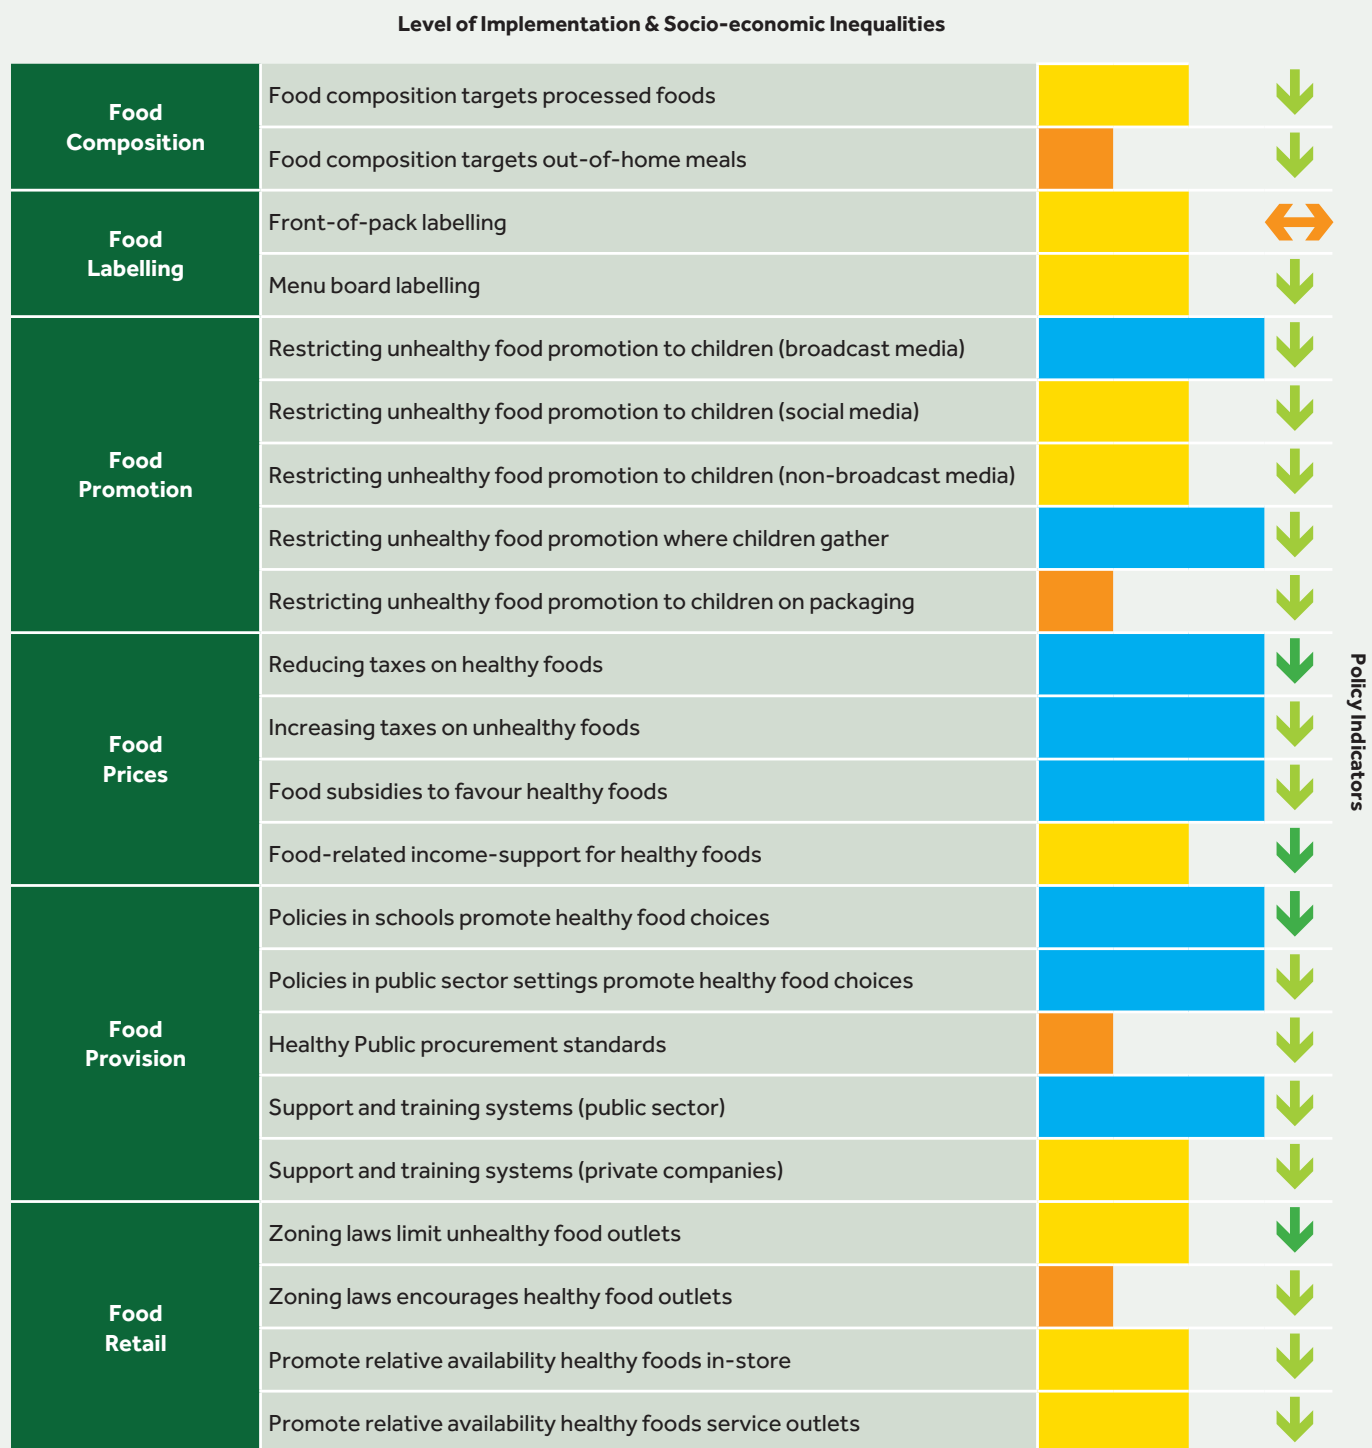 Level of Implementation & Socio-economic Inequalities
Food
Composition
Food composition targets processed foods
Food composition targets out-of-home meals
Food
Labelling
Front-of-pack labelling
Menu board labelling
Food
Promotion
Restricting unhealthy food promotion to children (broadcast media)
Restricting unhealthy food promotion to children (social media)
Restricting unhealthy food promotion to children (non-broadcast media)
Restricting unhealthy food promotion where children gather
Restricting unhealthy food promotion to children on packaging
Food
Prices
Reducing taxes on healthy foods
Increasing taxes on unhealthy foods
Food subsidies to favour healthy foods
Food-related income-support for healthy foods
Food
Provision
Policies in schools promote healthy food choices
Policies in public sector settings promote healthy food choices
Healthy Public procurement standards
Support and training systems (public sector)
Support and training systems (private companies)
Food
Retail
Zoning laws limit unhealthy food outlets
Zoning laws encourages healthy food outlets
Promote relative availability healthy foods in-store
Promote relative availability healthy foods service outlets
Policy Indicators